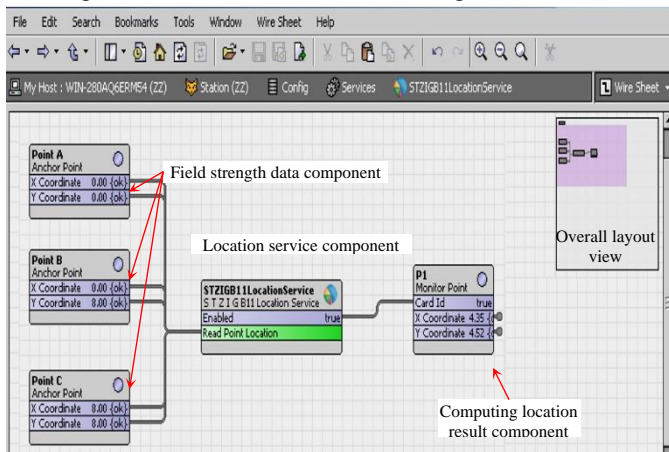 File Edit Search Bookmarks Tools Window Wire Sheet Help
My Host : WIN-280AQ6ERM54 (ZZ) Station (ZZ) Config Services STZIGB11LocationService Wire Sheet
Point A
Anchor Point
X Coordinate 0.00 {ok}
Y Coordinate 0.00 {ok}
Field strength data component
Overall layout
view
Location service component
Point B
Anchor Point
X Coordinate 0.00 {ok}
Y Coordinate 8.00 {ok}
STZIGB11LocationService
S T Z I G B11 Location Service
Enabled true
Read Point Location
P1
Monitor Point
Card Id true
X Coordinate 4.35 {
Y Coordinate 4.52 {
Point C
Anchor Point
X Coordinate 8.00 {ok}
Y Coordinate 8.00 {ok}
Computing location
result component